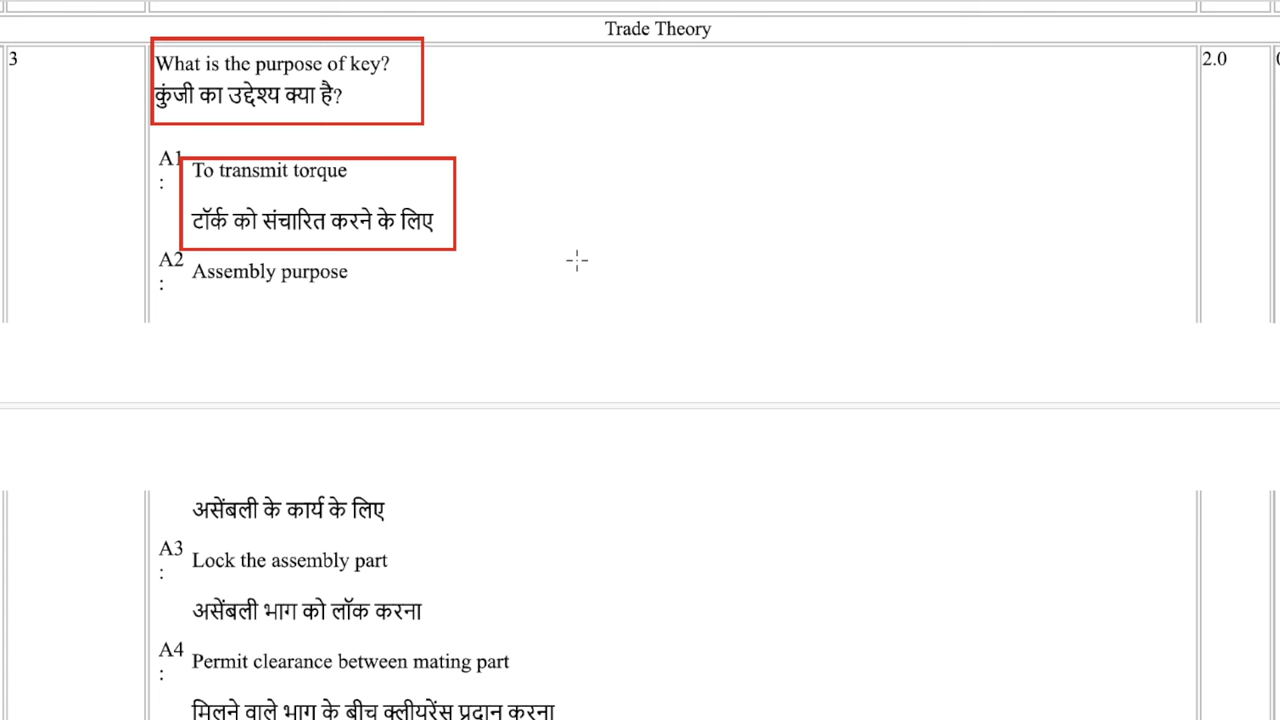 Trade Theory
3
What is the purpose of key?
2.0
कुंजी का उद्देश्य क्या है?
A1
:
To transmit torque
टॉर्क को संचारित करने के लिए
A2
:
Assembly purpose
असेंबली के कार्य के लिए
A3
:
Lock the assembly part
असेंबली भाग को लॉक करना
A4
:
Permit clearance between mating part
मिलने वाले भाग के बीच क्लीयरेंस प्रदान करना